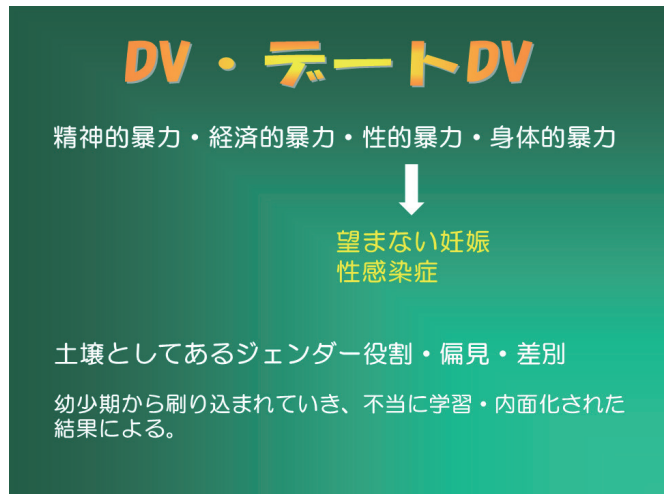 DV・デートDV
精神的暴力・経済的暴力・性的暴力・身体的暴力
望まない妊娠
性感染症
土壌としてあるジェンダー役割・偏見・差別
幼少期から刷り込まれていき、不当に学習・内面化された
結果による。